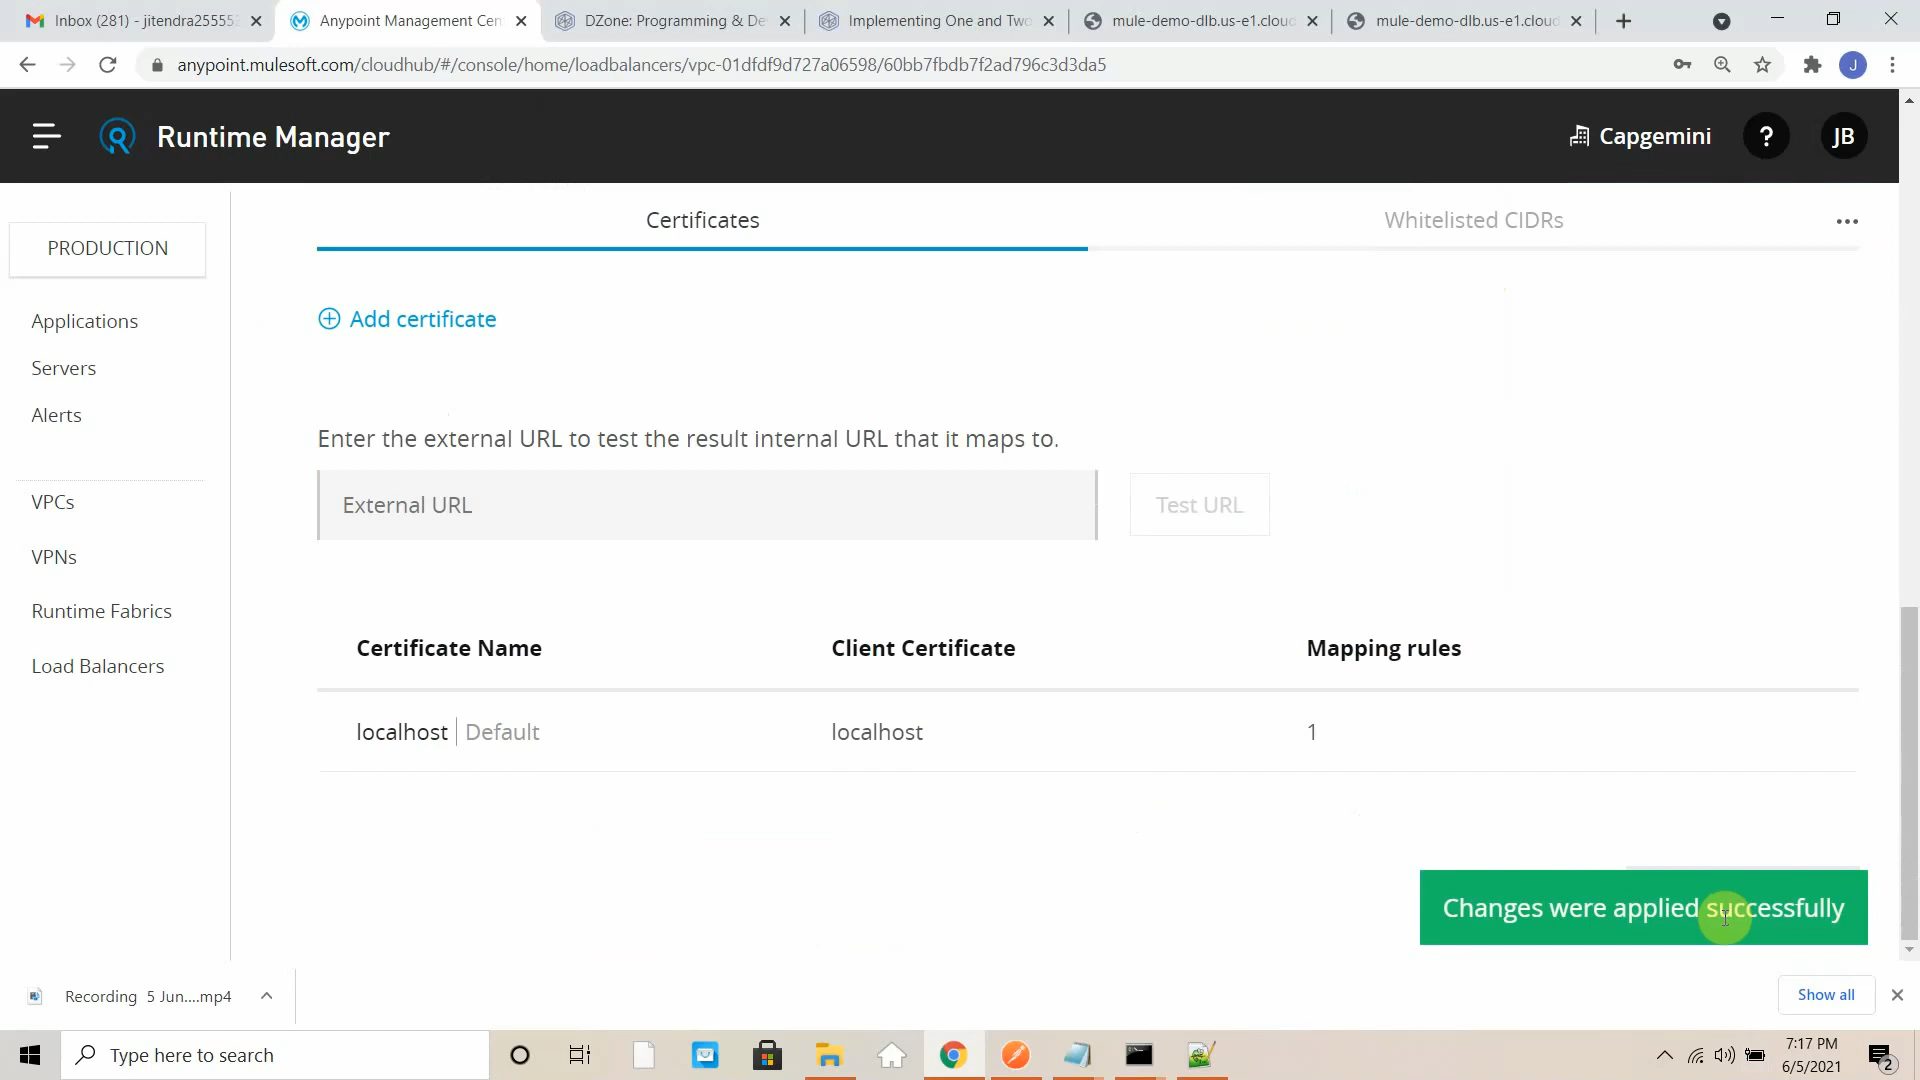 Inbox (281) - jitendra255553
Anypoint Management Cen
DZone: Programming & De
Implementing One and Two
mule-demo-dlb.us-e1.cloud
mule-demo-dlb.us-e1.cloud
anypoint.mulesoft.com/cloudhub/#/console/home/loadbalancers/vpc-01dfdf9d727a06598/60bb7fbdb7f2ad796c3d3da5
J
Runtime Manager
Capgemini
?
JB
PRODUCTION
Applications
Servers
Alerts
VPCs
VPNs
Runtime Fabrics
Load Balancers
Certificates
Whitelisted CIDRs
Add certificate
Enter the external URL to test the result internal URL that it maps to.
External URL
Test URL
Certificate Name
Client Certificate
Mapping rules
localhost
Default
localhost
1
Changes were applied successfully
Recording 5 Jun....mp4
Show all
Type here to search
7:17 PM
6/5/2021
2